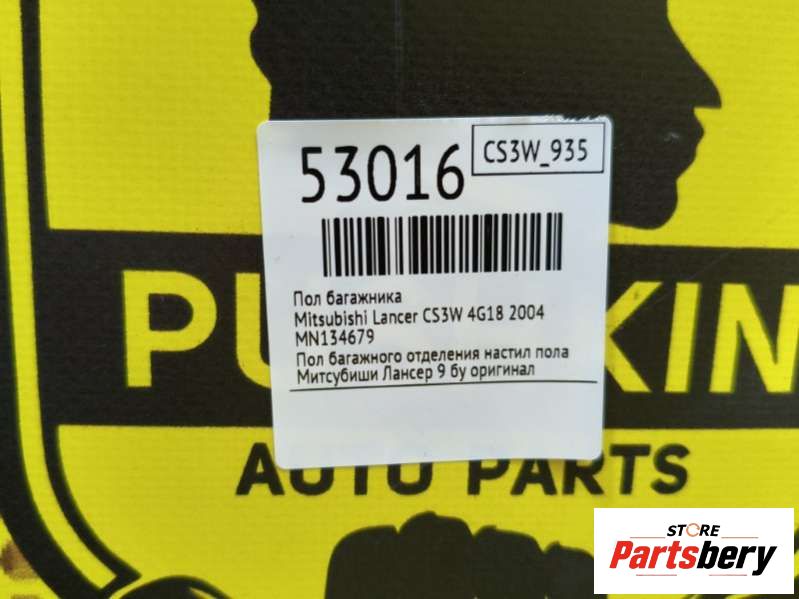 53016
CS3W_935
Пол багажника
Mitsubishi Lancer CS3W 4G18 2004
MN134679
Пол багажного отделения настил пола
Митсубиши Лансер 9 бу оригинал
AUTO PARTS
STORE
Partsbery